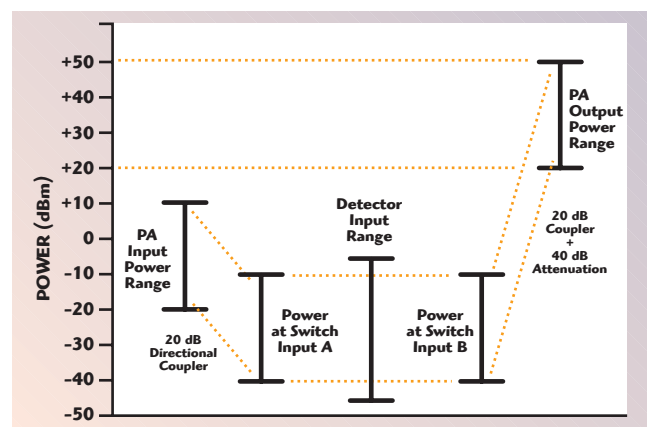 POWER (dBm)
+50
+40
+30
+20
+10
0
–10
–20
–30
–40
–50
PA
Input
Power
Range
20 dB
Directional
Coupler
Power
at Switch
Input A
Detector
Input
Range
Power
at Switch
Input B
PA
Output
Power
Range
20 dB
Coupler
+
40 dB
Attenuation